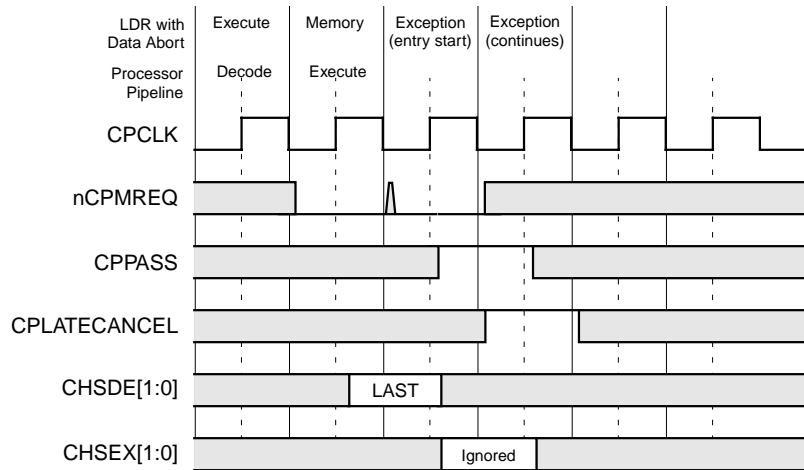 LDR with
Data Abort
Execute
Memory
Exception
(entry start)
Exception
(continues)
Processor
Pipeline
Decode
Execute
CPCLK
nCPMREQ
CPPASS
CPLATECANCEL
CHSDE[1:0]
LAST
CHSEX[1:0]
Ignored